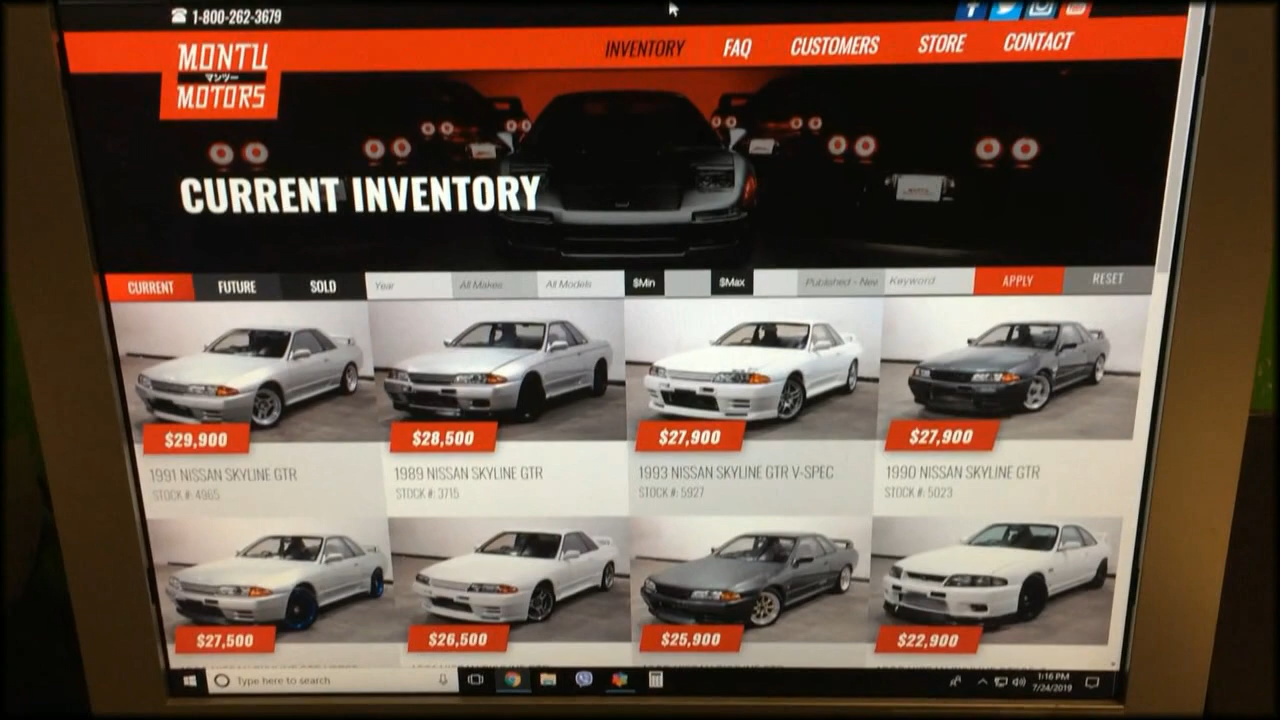 1-800-262-3679
MONTU
マンツー
MOTORS
INVENTORY FAQ CUSTOMERS STORE CONTACT
CURRENT INVENTORY
CURRENT FUTURE SOLD Year All Makes All Models $Min $Max Published - New Keyword APPLY RESET
$29,900 $28,500 $27,900 $27,900
1991 NISSAN SKYLINE GTR 1989 NISSAN SKYLINE GTR 1993 NISSAN SKYLINE GTR V-SPEC 1990 NISSAN SKYLINE GTR
STOCK #: 4965 STOCK #: 3715 STOCK #: 5927 STOCK #: 5023
$27,500 $26,500 $25,900 $22,900
Type here to search
1:16 PM
7/24/2019